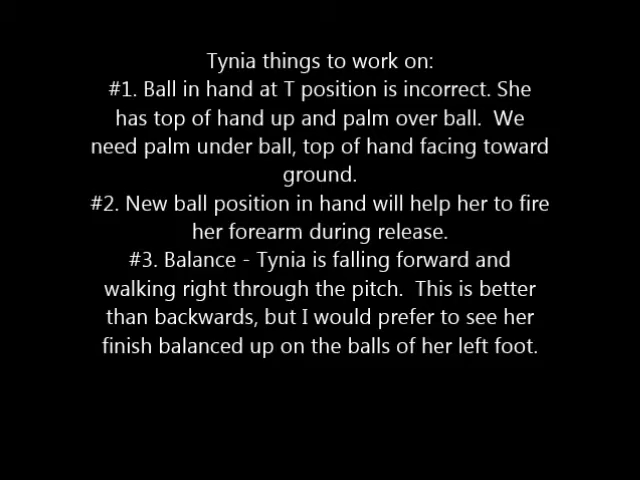 Tynia things to work on:
#1. Ball in hand at T position is incorrect. She
has top of hand up and palm over ball.  We
need palm under ball, top of hand facing toward
ground.
#2. New ball position in hand will help her to fire
her forearm during release.
#3. Balance - Tynia is falling forward and
walking right through the pitch.  This is better
than backwards, but I would prefer to see her
finish balanced up on the balls of her left foot.